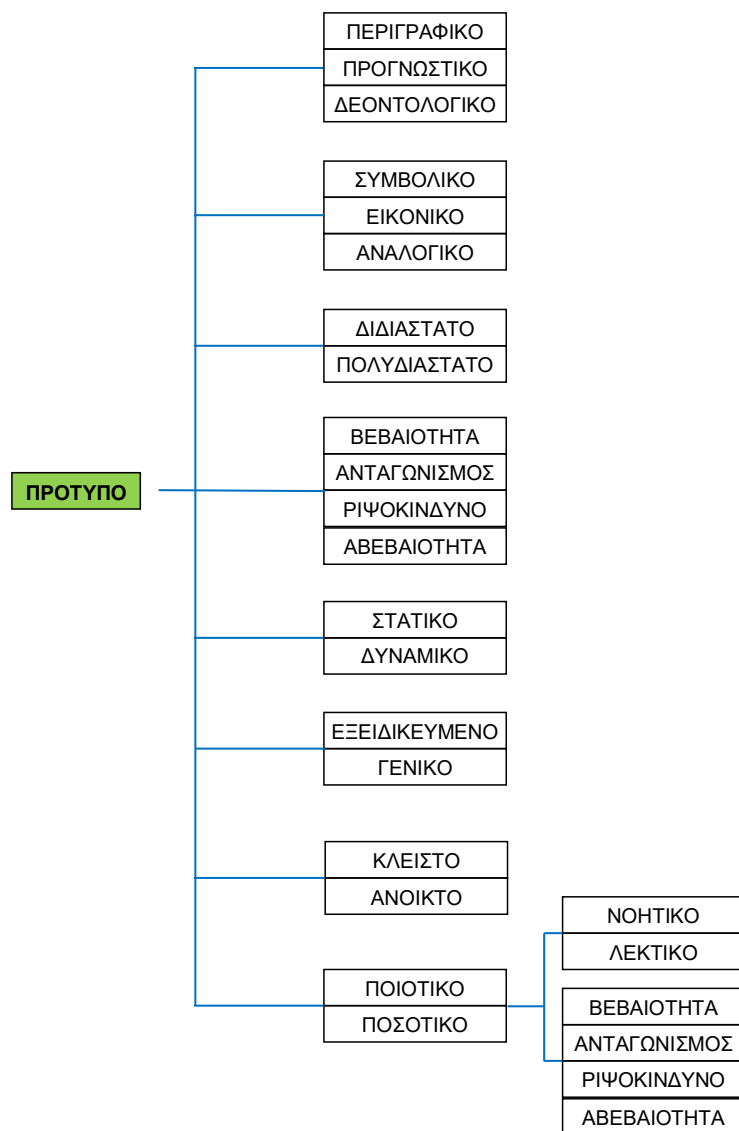 ΠΕΡΙΓΡΑΦΙΚΟ
ΠΡΟΓΝΩΣΤΙΚΟ
ΔΕΟΝΤΟΛΟΓΙΚΟ
ΣΥΜΒΟΛΙΚΟ
ΕΙΚΟΝΙΚΟ
ΑΝΑΛΟΓΙΚΟ
ΔΙΔΙΑΣΤΑΤΟ
ΠΟΛΥΔΙΑΣΤΑΤΟ
ΒΕΒΑΙΟΤΗΤΑ
ΑΝΤΑΓΩΝΙΣΜΟΣ
ΠΡΟΤΥΠΟ
ΡΙΨΟΚΙΝΔΥΝΟ
ΑΒΕΒΑΙΟΤΗΤΑ
ΣΤΑΤΙΚΟ
ΔΥΝΑΜΙΚΟ
ΕΞΕΙΔΙΚΕΥΜΕΝΟ
ΓΕΝΙΚΟ
ΚΛΕΙΣΤΟ
ΑΝΟΙΚΤΟ
ΠΟΙΟΤΙΚΟ
ΠΟΣΟΤΙΚΟ
ΝΟΗΤΙΚΟ
ΛΕΚΤΙΚΟ
ΒΕΒΑΙΟΤΗΤΑ
ΑΝΤΑΓΩΝΙΣΜΟΣ
ΡΙΨΟΚΙΝΔΥΝΟ
ΑΒΕΒΑΙΟΤΗΤΑ